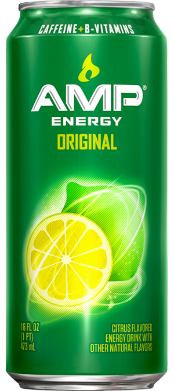 CAFFEINE+B-VITAMINS
AMP®
ENERGY
ORIGINAL
16 FL OZ
(1 PT)
473 mL
CITRUS FLAVORED
ENERGY DRINK WITH
OTHER NATURAL FLAVORS